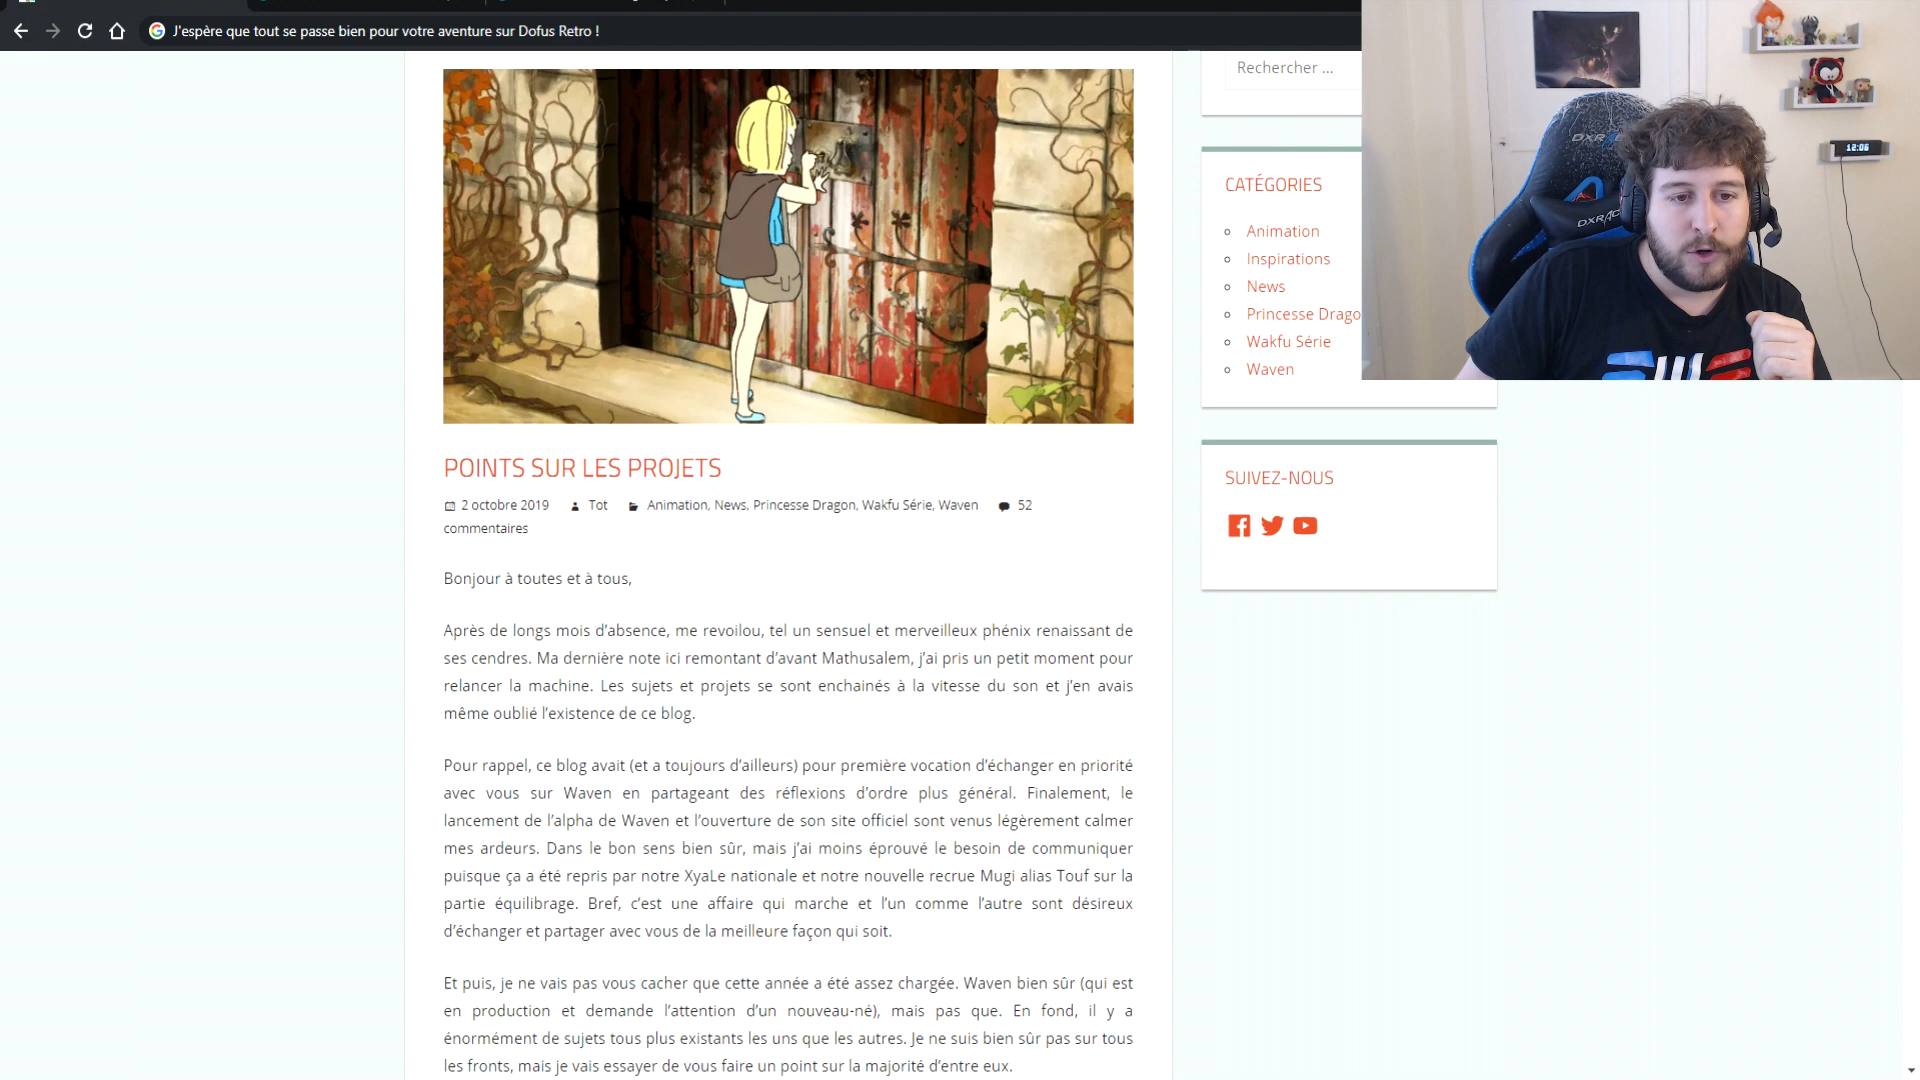 J'espère que tout se passe bien pour votre aventure sur Dofus Retro !
Rechercher ...
CATÉGORIES
Animation
Inspirations
News
Princesse Drago
Wakfu Série
Waven
12:06
POINTS SUR LES PROJETS
2 octobre 2019 Tot Animation, News, Princesse Dragon, Wakfu Série, Waven 52
commentaires
SUIVEZ-NOUS
Bonjour à toutes et à tous,
Après de longs mois d'absence, me revoilou, tel un sensuel et merveilleux phénix renaissant de
ses cendres. Ma dernière note ici remontant d'avant Mathusalem, j'ai pris un petit moment pour
relancer la machine. Les sujets et projets se sont enchainés à la vitesse du son et j'en avais
même oublié l'existence de ce blog.
Pour rappel, ce blog avait (et a toujours d'ailleurs) pour première vocation d'échanger en priorité
avec vous sur Waven en partageant des réflexions d'ordre plus général. Finalement, le
lancement de l'alpha de Waven et l'ouverture de son site officiel sont venus légèrement calmer
mes ardeurs. Dans le bon sens bien sûr, mais j'ai moins éprouvé le besoin de communiquer
puisque ça a été repris par notre XyaLe nationale et notre nouvelle recrue Mugi alias Touf sur la
partie équilibrage. Bref, c'est une affaire qui marche et l'un comme l'autre sont désireux
d'échanger et partager avec vous de la meilleure façon qui soit.
Et puis, je ne vais pas vous cacher que cette année a été assez chargée. Waven bien sûr (qui est
en production et demande l'attention d'un nouveau-né), mais pas que. En fond, il y a
énormément de sujets tous plus existants les uns que les autres. Je ne suis bien sûr pas sur tous
les fronts, mais je vais essayer de vous faire un point sur la majorité d'entre eux.